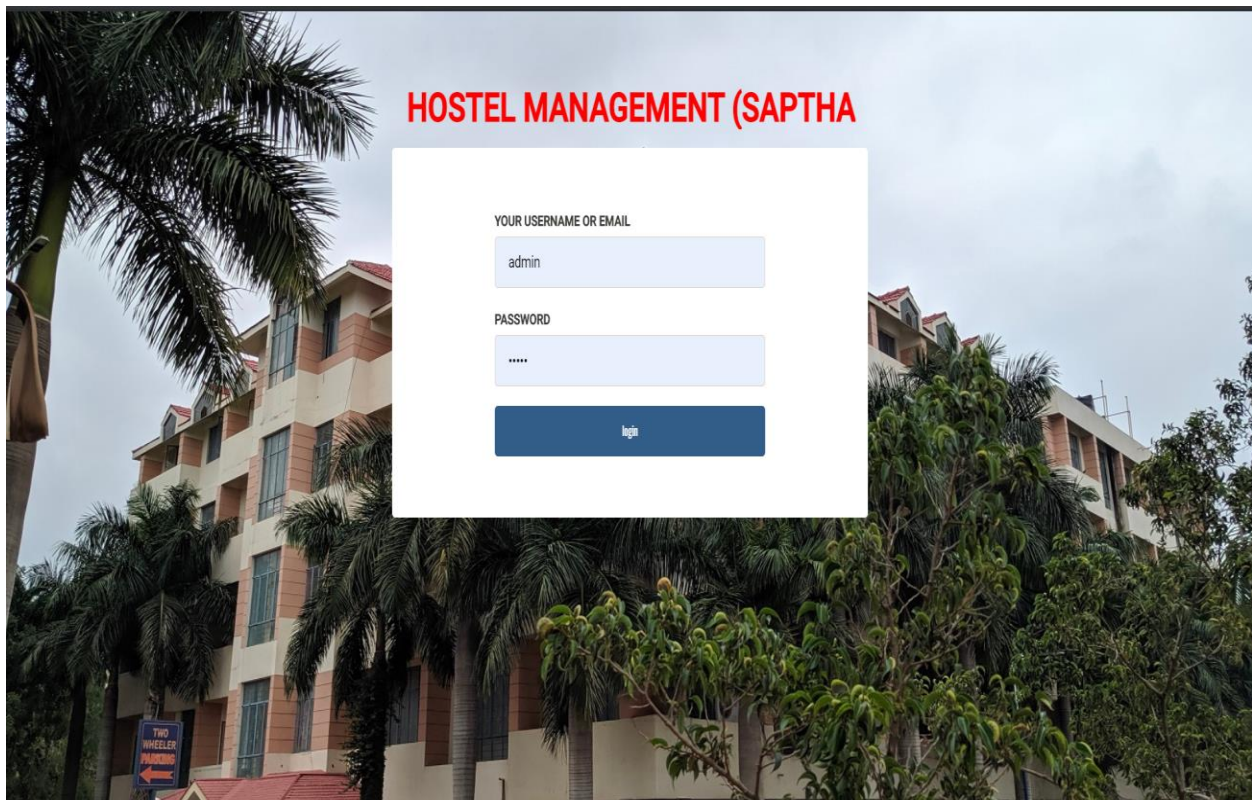 HOSTEL MANAGEMENT (SAPTHA
YOUR USERNAME OR EMAIL
admin
PASSWORD
•••••
login
TWO
WHEELER
PARKING